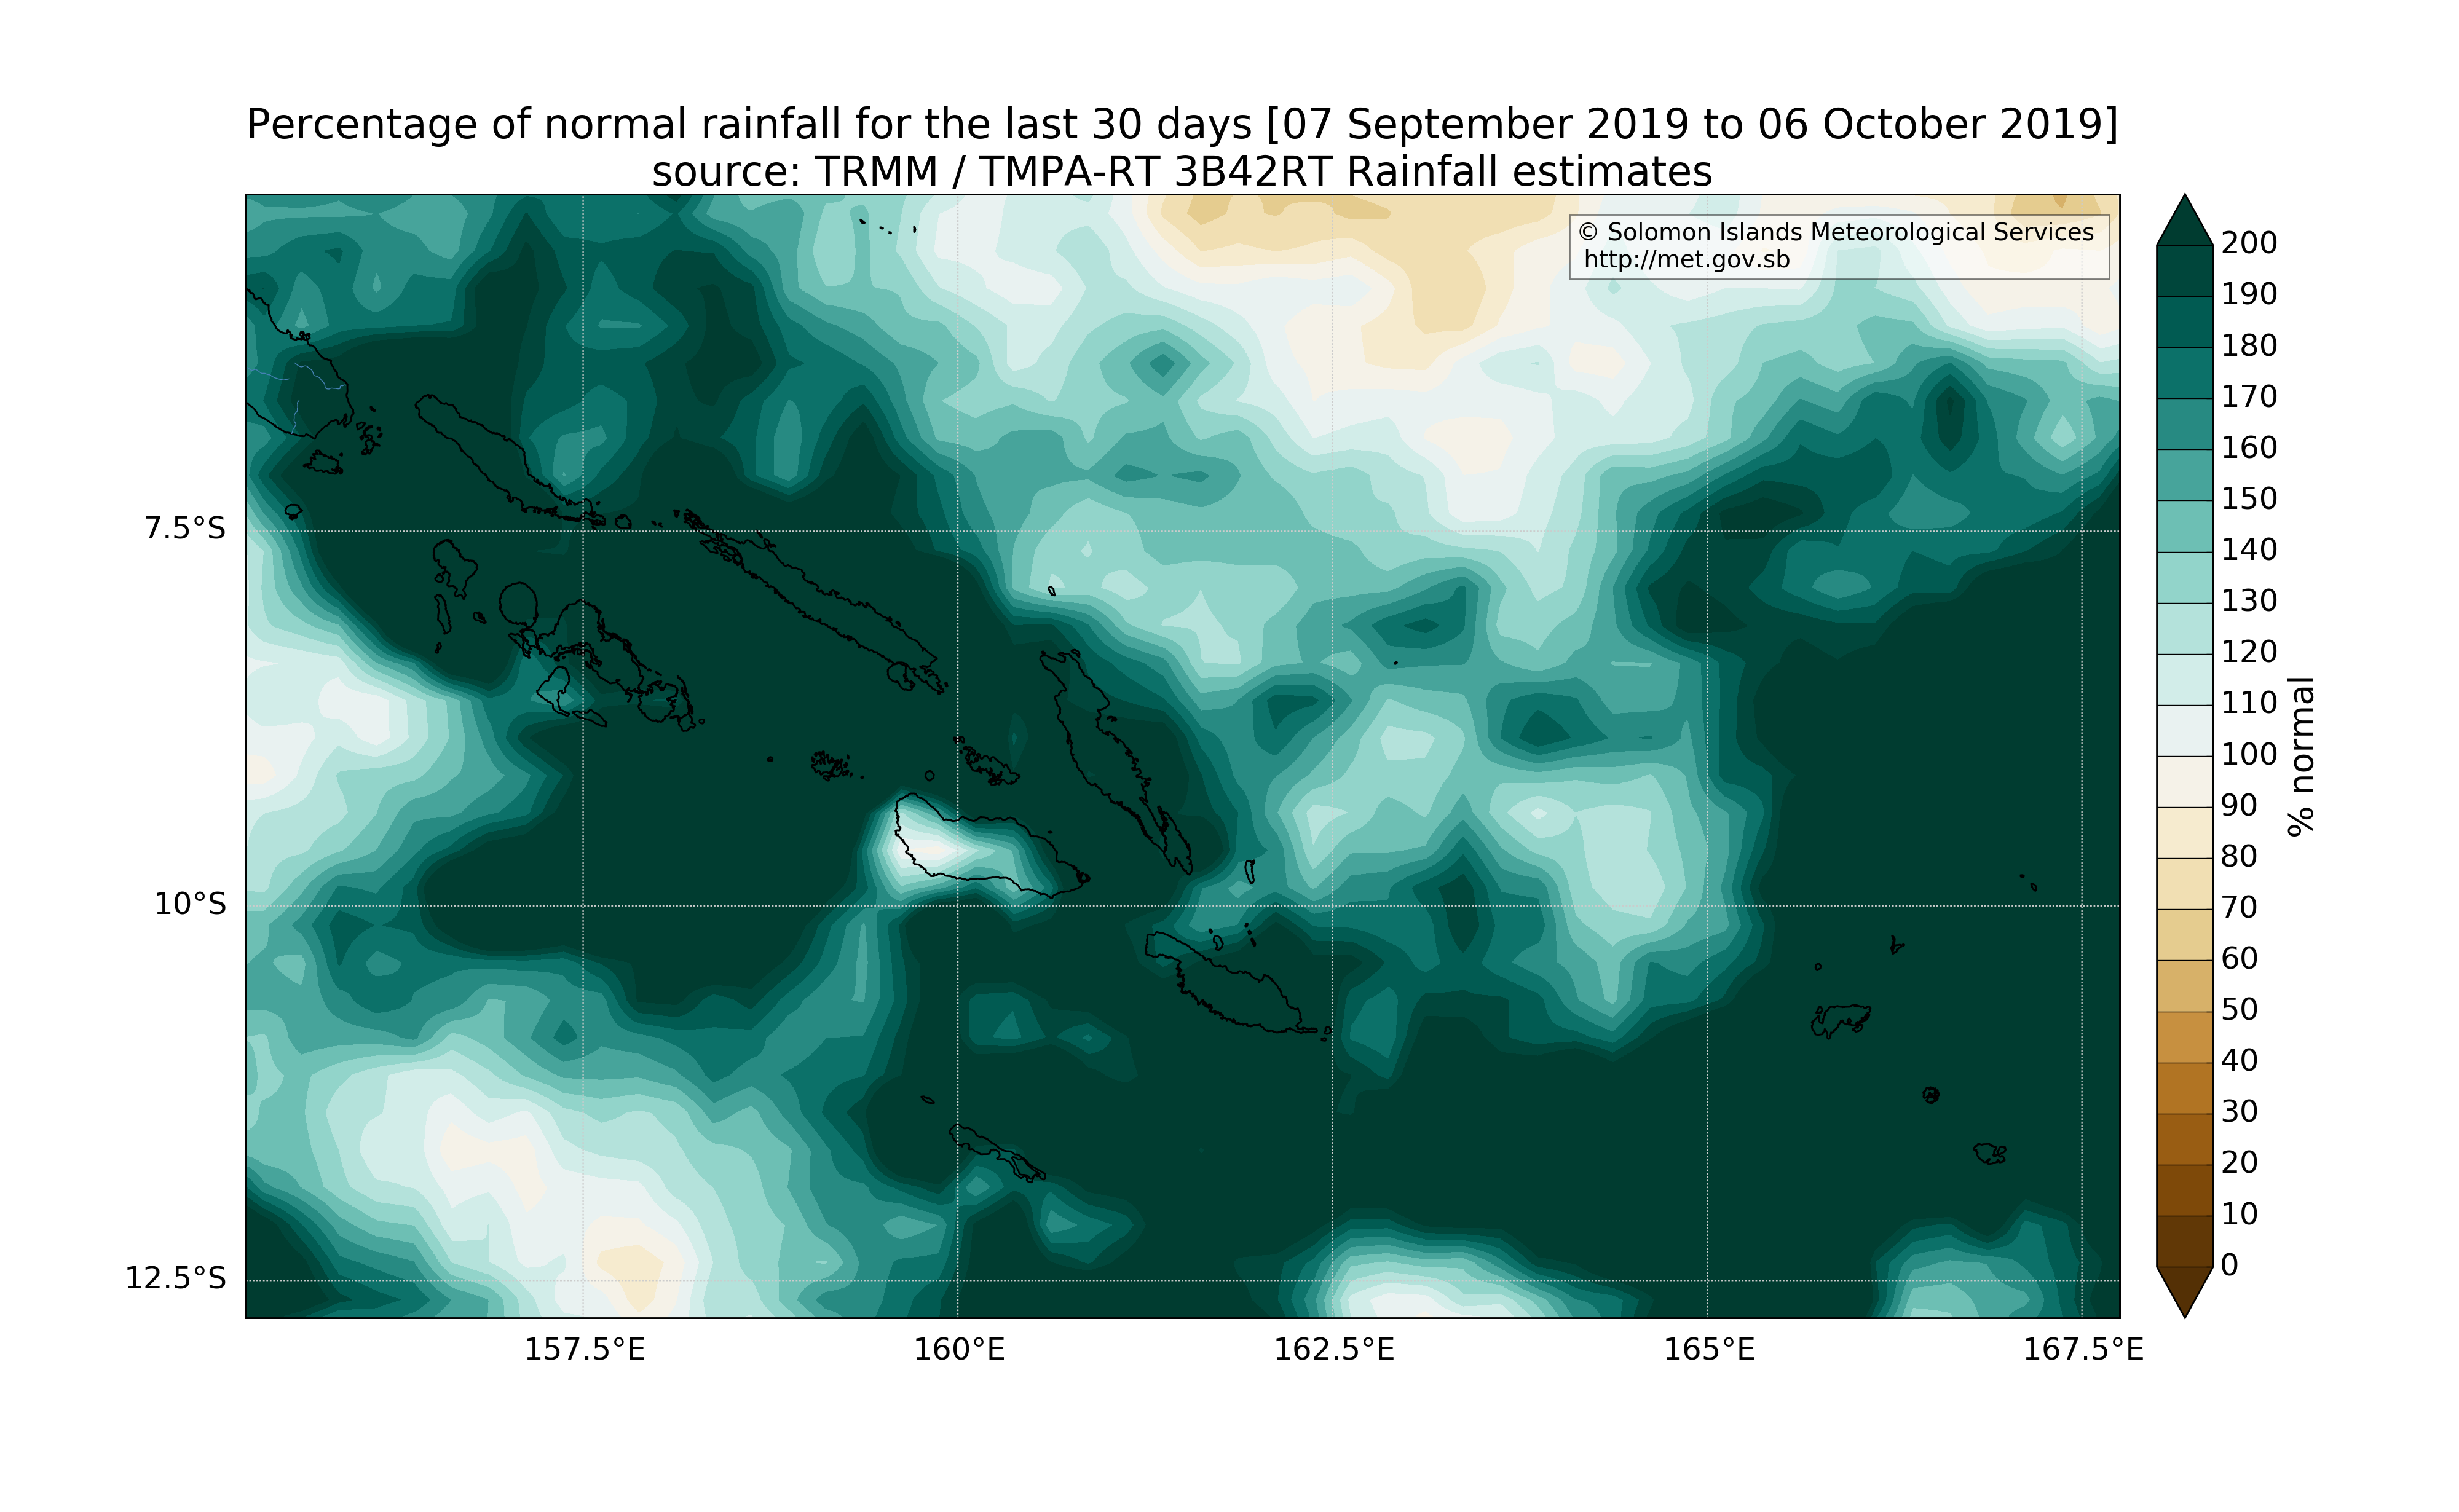 Percentage of normal rainfall for the last 30 days [07 September 2019 to 06 October 2019]
source: TRMM / TMPA-RT 3B42RT Rainfall estimates
© Solomon Islands Meteorological Services
http://met.gov.sb
7.5°S
10°S
12.5°S
157.5°E
160°E
162.5°E
165°E
167.5°E
200
190
180
170
160
150
140
130
120
110
100
90
80
70
60
50
40
30
20
10
0
% normal